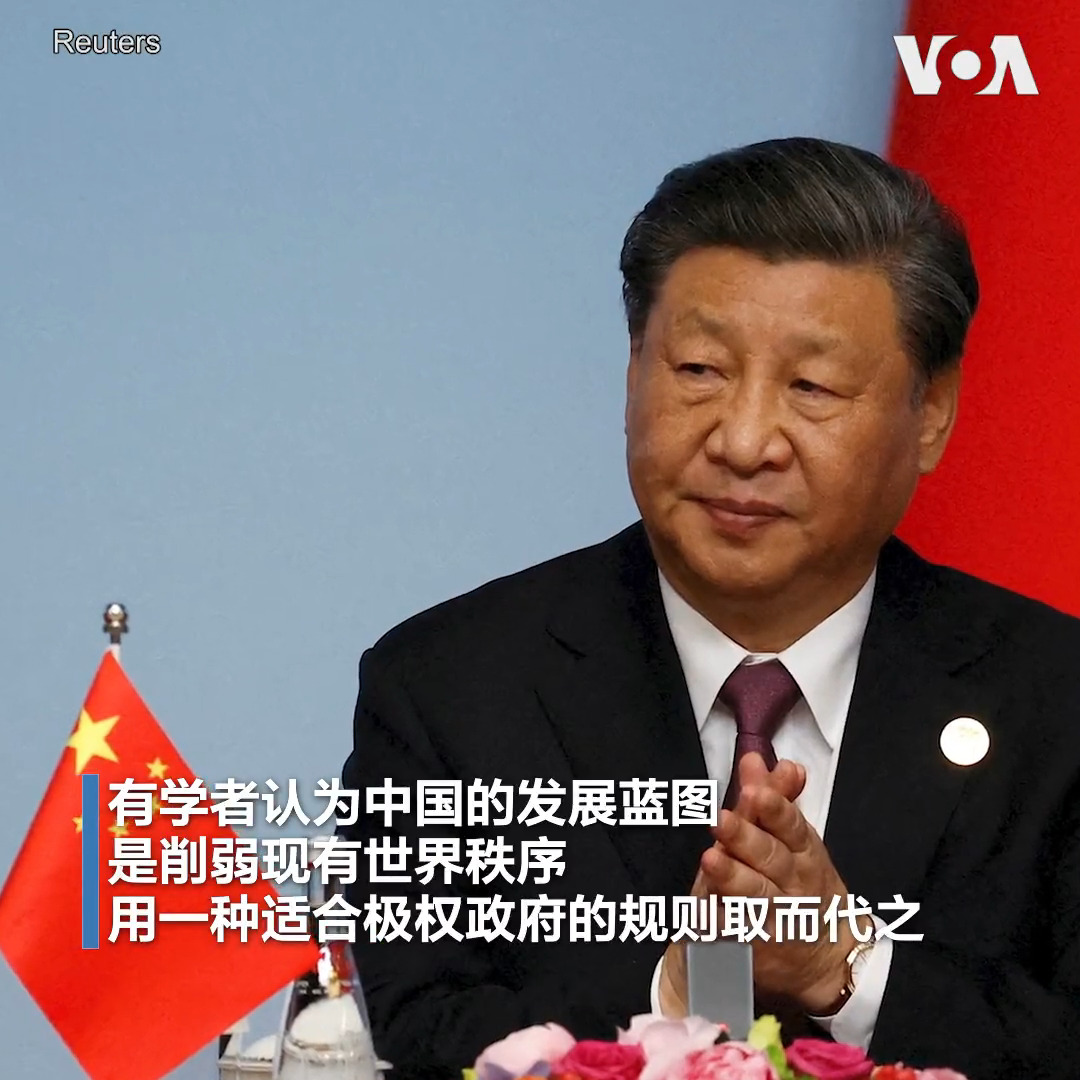 Reuters
VOA
有学者认为中国的发展蓝图
是削弱现有世界秩序
用一种适合极权政府的规则取而代之